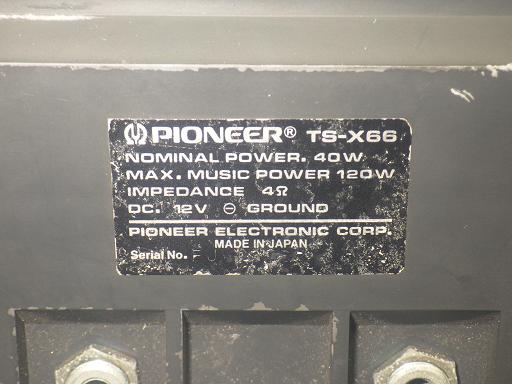 PIONEER® TS-X66
NOMINAL POWER. 40W
MAX. MUSIC POWER 120W
IMPEDANCE 4Ω
DC. 12V ⊖ GROUND
PIONEER ELECTRONIC CORP.
MADE IN JAPAN
Serial No.